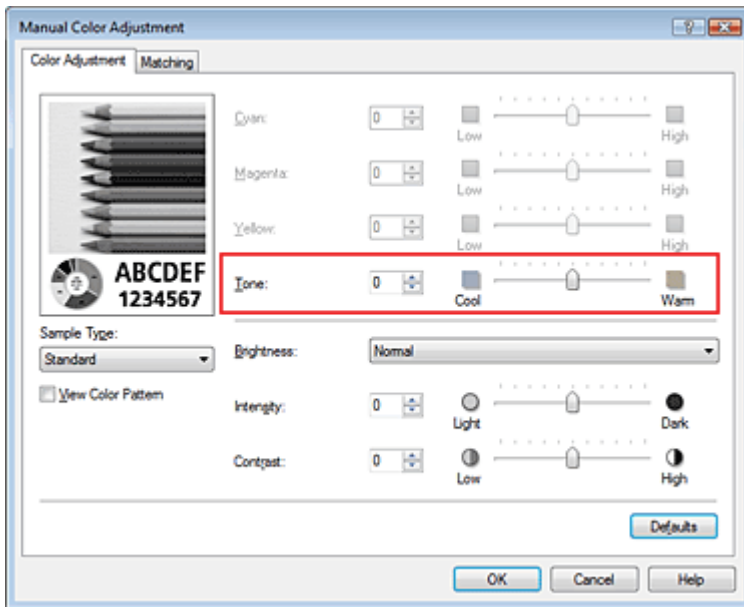 Manual Color Adjustment
Color Adjustment Matching
Cyan: 0 Low High
Magenta: 0 Low High
Yellow: 0 Low High
ABCDEF
1234567
Tone: 0 Cool Warm
Sample Type:
Standard
Brightness: Normal
View Color Pattern
Intensity: 0 Light Dark
Contrast: 0 Low High
Defaults
OK Cancel Help